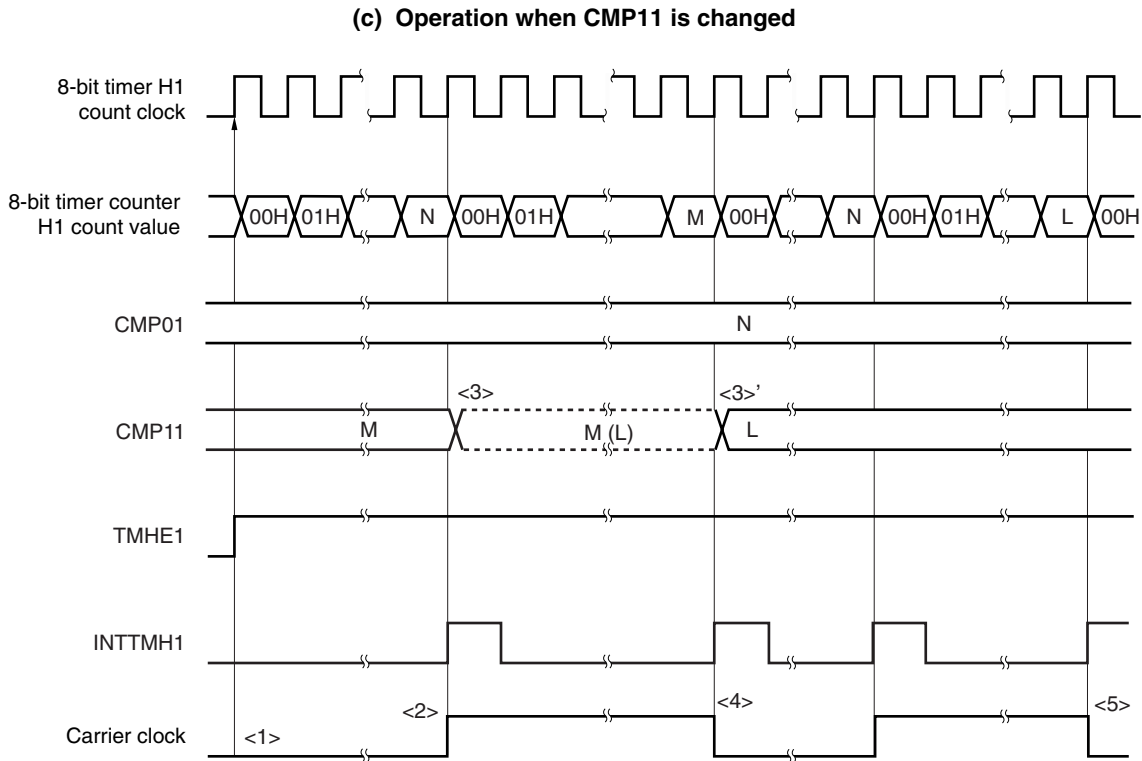 (c) Operation when CMP11 is changed
8-bit timer H1
count clock
8-bit timer counter
H1 count value
00H 01H N 00H 01H M 00H N 00H 01H L 00H
CMP01
N
<3> <3>’
CMP11
M M (L) L
TMHE1
INTTMH1
<2> <4> <5>
Carrier clock
<1>